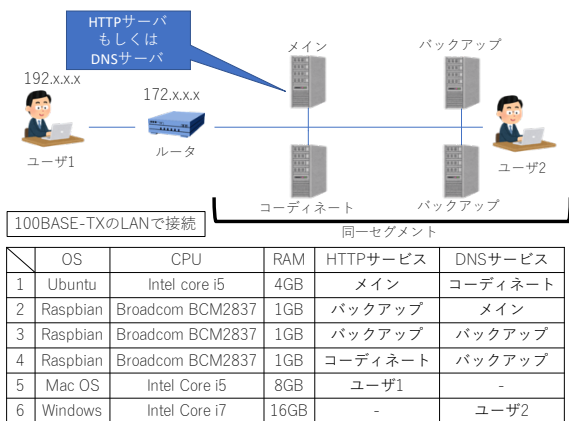 HTTPサーバ
もしくは
DNSサーバ
メイン
バックアップ
192.x.x.x
172.x.x.x
ユーザ1
ルータ
ユーザ2
コーディネート
バックアップ
100BASE-TXのLANで接続
同一セグメント
OS CPU RAM HTTPサービス DNSサービス
1 Ubuntu Intel core i5 4GB メイン コーディネート
2 Raspbian Broadcom BCM2837 1GB バックアップ メイン
3 Raspbian Broadcom BCM2837 1GB バックアップ バックアップ
4 Raspbian Broadcom BCM2837 1GB コーディネート バックアップ
5 Mac OS Intel Core i5 8GB ユーザ1 -
6 Windows Intel Core i7 16GB - ユーザ2